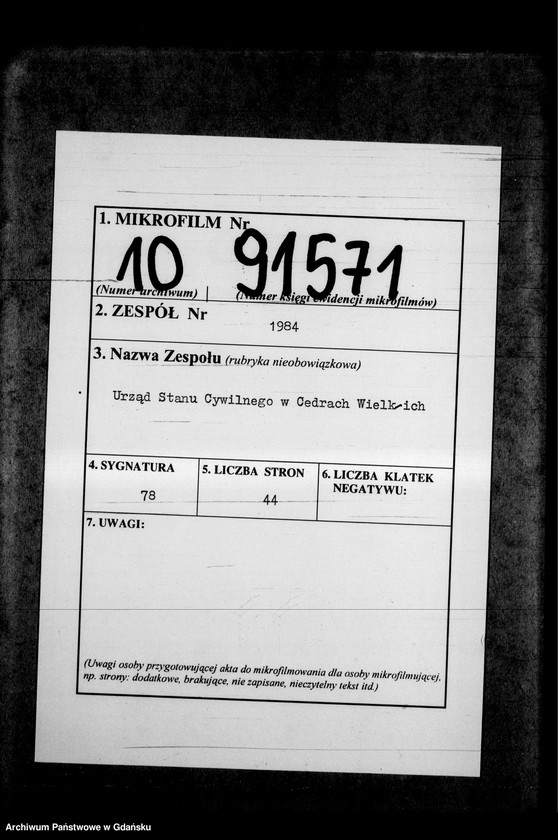 1. MIKROFILM Nr
10 91571
(Numer archiwum) (Numer księgi ewidencji mikrofilmów)
2. ZESPÓŁ Nr
1984
3. Nazwa Zespołu (rubryka nieobowiązkowa)
Urząd Stanu Cywilnego w Cedrach Wielkich
4. SYGNATURA 5. LICZBA STRON 6. LICZBA KLATEK
NEGATYWU:
78 44
7. UWAGI:
(Uwagi osoby przygotowującej akta do mikrofilmowania dla osoby mikrofilmującej,
np. strony: dodatkowe, brakujące, nie zapisane, nieczytelny tekst itd.)
Archiwum Państwowe w Gdańsku